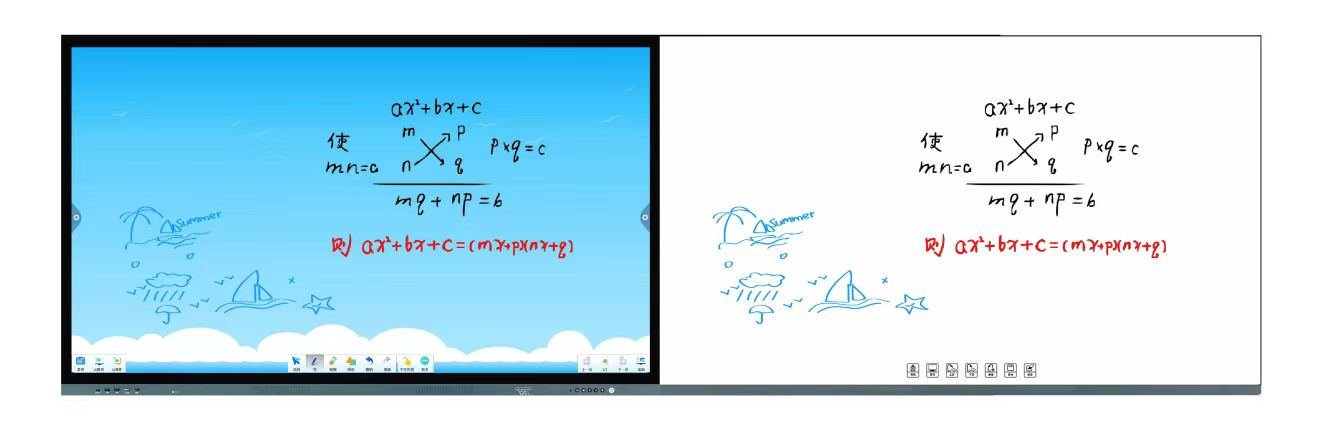 ax²+bx+c
使 m p
mn=a n q p×q=c
mq+np=b
Summer
则 ax²+bx+c=(mx+p)(nx+q)
ax²+bx+c
使 m p
mn=a n q p×q=c
mq+np=b
Summer
则 ax²+bx+c=(mx+p)(nx+q)